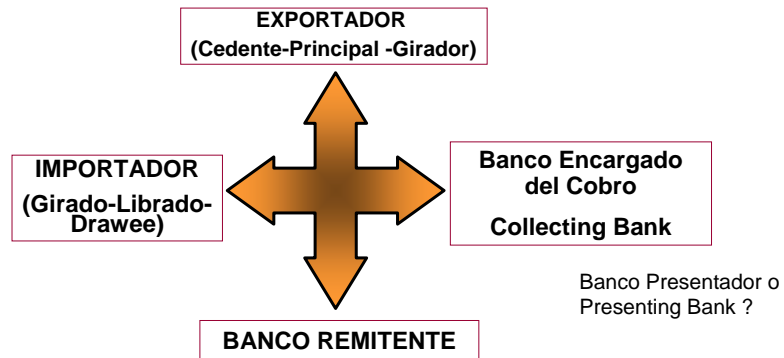 EXPORTADOR
(Cedente-Principal -Girador)
IMPORTADOR
(Girado-Librado-
Drawee)
Banco Encargado
del Cobro
Collecting Bank
Banco Presentador o
Presenting Bank ?
BANCO REMITENTE